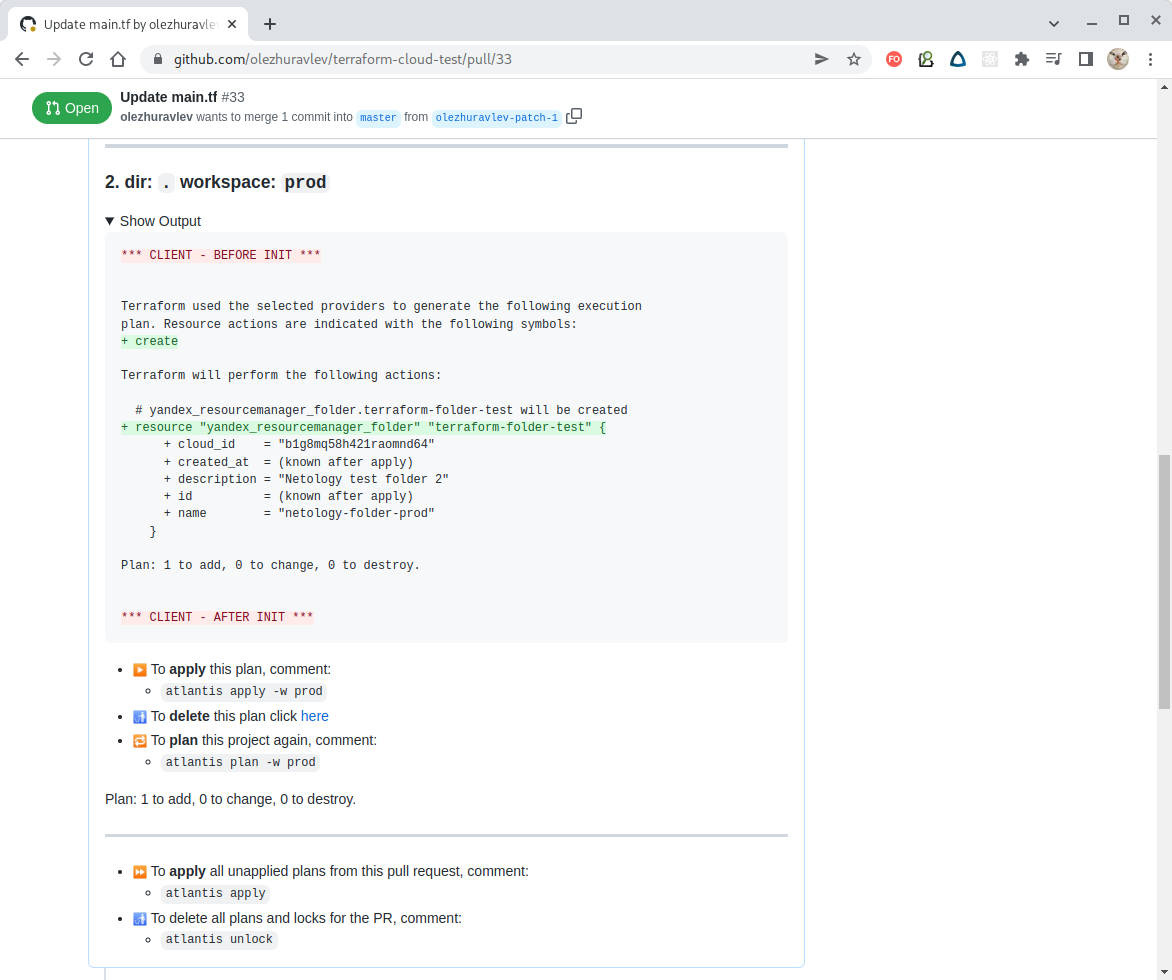 Update main.tf by olezhuravle
github.com/olezhuravlev/terraform-cloud-test/pull/33
FO
Open
Update main.tf #33
olezhuravlev wants to merge 1 commit into master from olezhuravlev-patch-1
2. dir: . workspace: prod
Show Output
*** CLIENT - BEFORE INIT ***
Terraform used the selected providers to generate the following execution
plan. Resource actions are indicated with the following symbols:
+ create
Terraform will perform the following actions:
# yandex_resourcemanager_folder.terraform-folder-test will be created
+ resource "yandex_resourcemanager_folder" "terraform-folder-test" {
+ cloud_id    = "b1g8mq58h421raomnd64"
+ created_at  = (known after apply)
+ description = "Netology test folder 2"
+ id          = (known after apply)
+ name        = "netology-folder-prod"
}
Plan: 1 to add, 0 to change, 0 to destroy.
*** CLIENT - AFTER INIT ***
To apply this plan, comment:
atlantis apply -w prod
To delete this plan click here
To plan this project again, comment:
atlantis plan -w prod
Plan: 1 to add, 0 to change, 0 to destroy.
To apply all unapplied plans from this pull request, comment:
atlantis apply
To delete all plans and locks for the PR, comment:
atlantis unlock